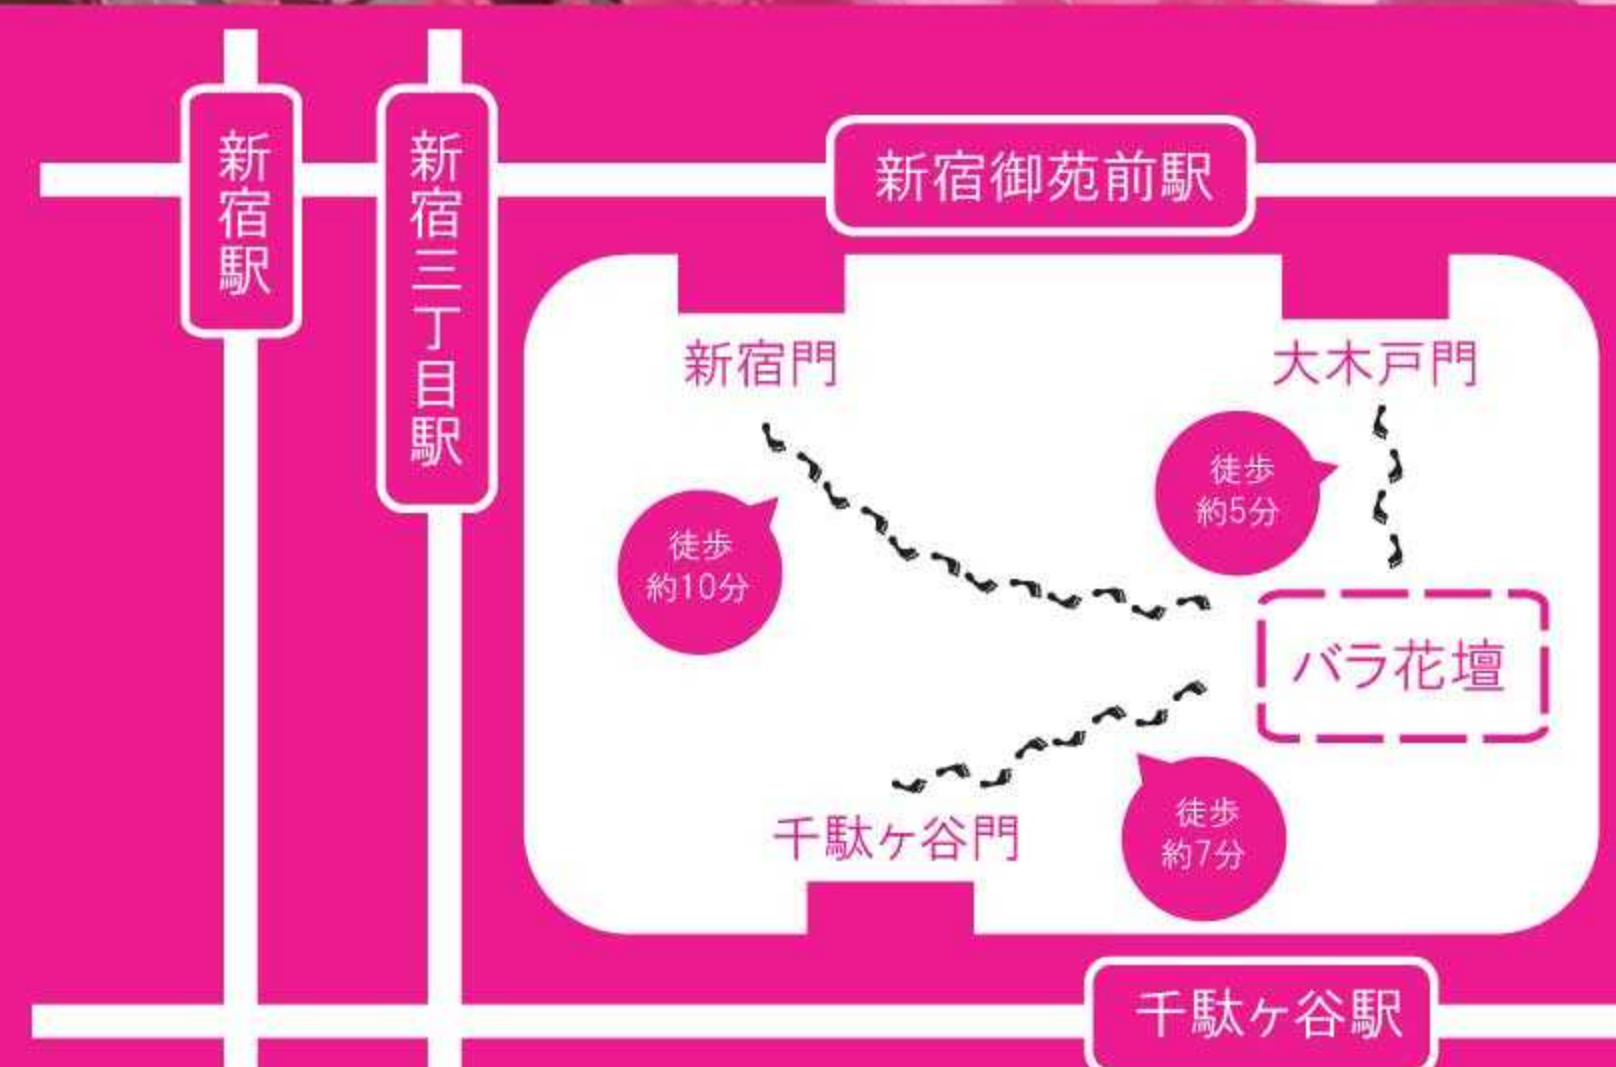 新宿駅
新宿三丁目駅
新宿御苑前駅
新宿門
大木戸門
徒歩
約5分
徒歩
約10分
バラ花壇
千駄ヶ谷門
徒歩
約7分
千駄ヶ谷駅